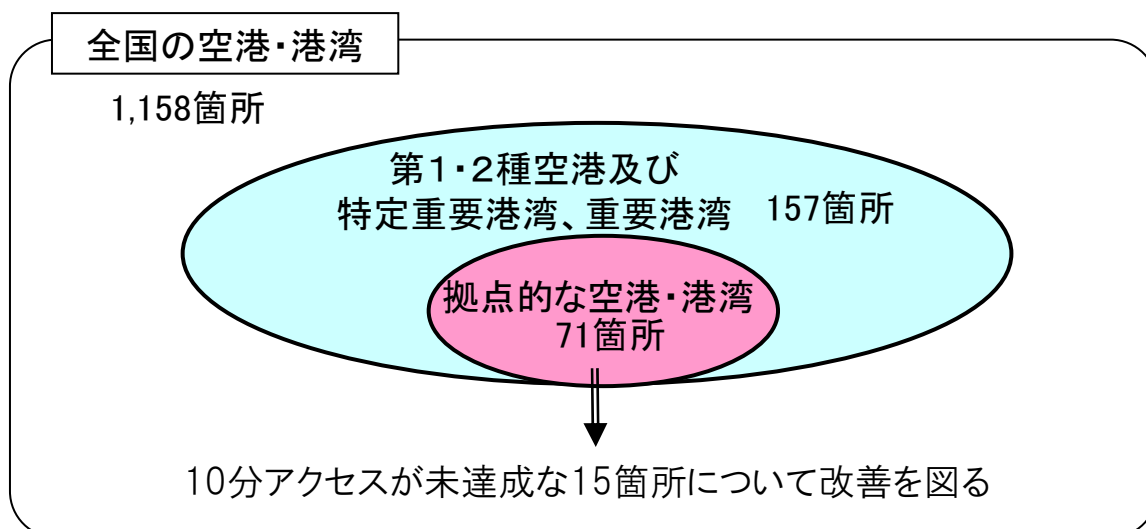 全国の空港・港湾
1,158箇所
第１・２種空港及び
特定重要港湾、重要港湾
157箇所
拠点的な空港・港湾
71箇所
10分アクセスが未達成な15箇所について改善を図る